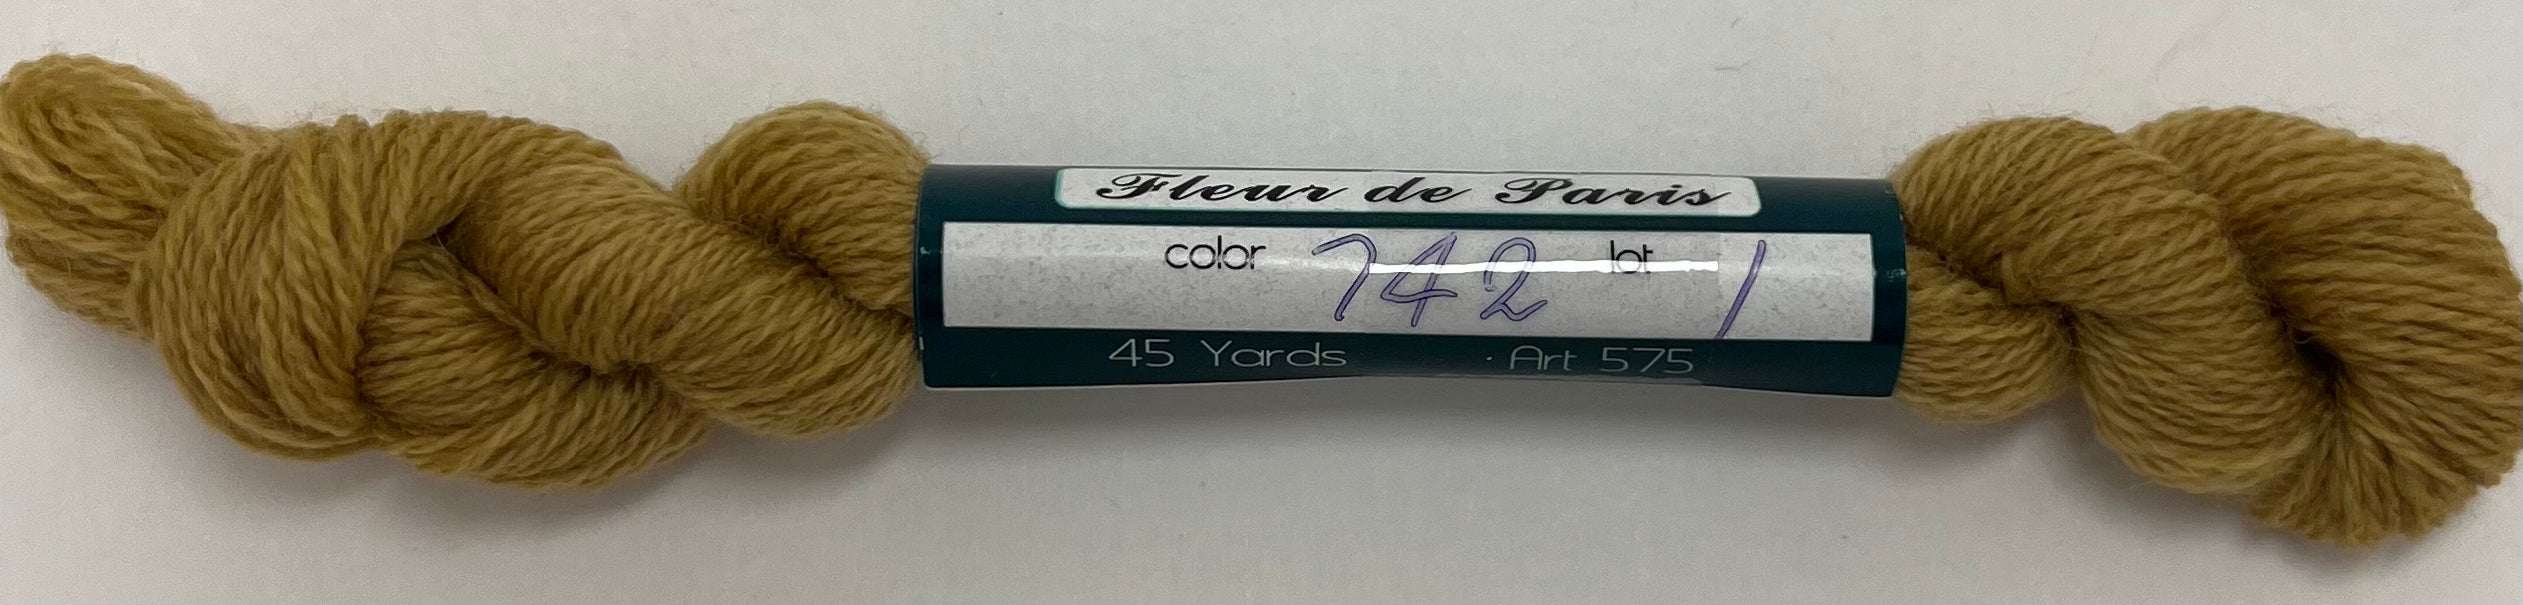 Fleur de Paris
color 742 lot 1
45 Yards · Art 575